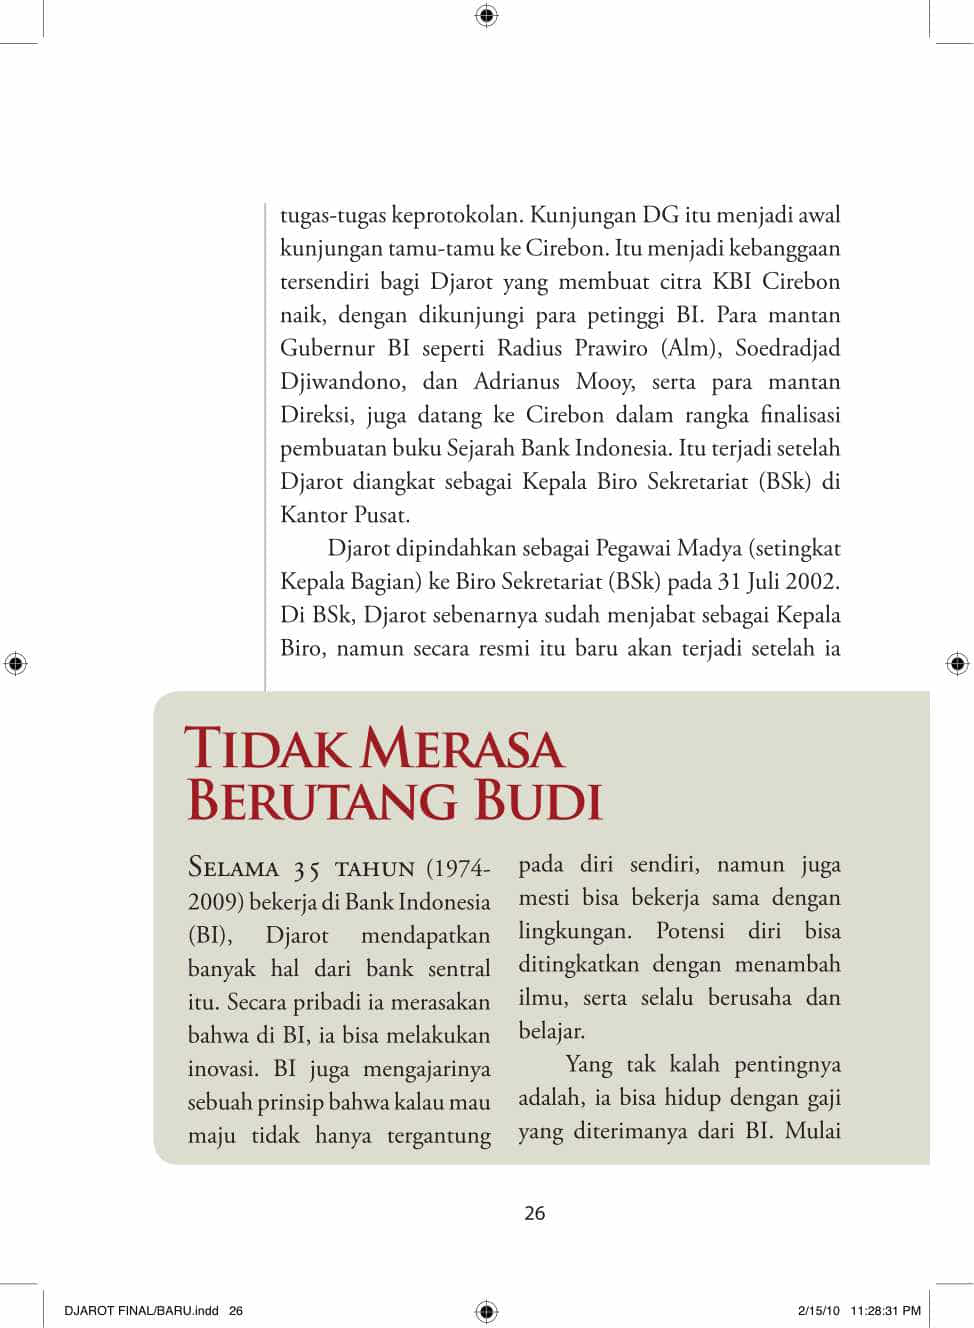 tugas-tugas keprotokolan. Kunjungan DG itu menjadi awal
kunjungan tamu-tamu ke Cirebon. Itu menjadi kebanggaan
tersendiri bagi Djarot yang membuat citra KBI Cirebon
naik, dengan dikunjungi para petinggi BI. Para mantan
Gubernur BI seperti Radius Prawiro (Alm), Soedradjad
Djiwandono, dan Adrianus Mooy, serta para mantan
Direksi, juga datang ke Cirebon dalam rangka finalisasi
pembuatan buku Sejarah Bank Indonesia. Itu terjadi setelah
Djarot diangkat sebagai Kepala Biro Sekretariat (BSk) di
Kantor Pusat.
Djarot dipindahkan sebagai Pegawai Madya (setingkat
Kepala Bagian) ke Biro Sekretariat (BSk) pada 31 Juli 2002.
Di BSk, Djarot sebenarnya sudah menjabat sebagai Kepala
Biro, namun secara resmi itu baru akan terjadi setelah ia
TIDAK MERASA
BERUTANG BUDI
SELAMA 35 TAHUN (1974-
2009) bekerja di Bank Indonesia
(BI), Djarot mendapatkan
banyak hal dari bank sentral
itu. Secara pribadi ia merasakan
bahwa di BI, ia bisa melakukan
inovasi. BI juga mengajarinya
sebuah prinsip bahwa kalau mau
maju tidak hanya tergantung
pada diri sendiri, namun juga
mesti bisa bekerja sama dengan
lingkungan. Potensi diri bisa
ditingkatkan dengan menambah
ilmu, serta selalu berusaha dan
belajar.
Yang tak kalah pentingnya
adalah, ia bisa hidup dengan gaji
yang diterimanya dari BI. Mulai
26
DJAROT FINAL/BARU.indd 26
2/15/10 11:28:31 PM